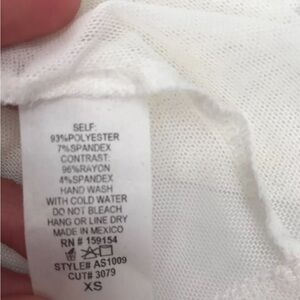 SELF:
93%POLYESTER
7%SPANDEX
CONTRAST:
96%RAYON
4%SPANDEX
HAND WASH
WITH COLD WATER
DO NOT BLEACH
HANG OR LINE DRY
MADE IN MEXICO
RN # 159154
STYLE# AS1009
CUT# 3079
XS